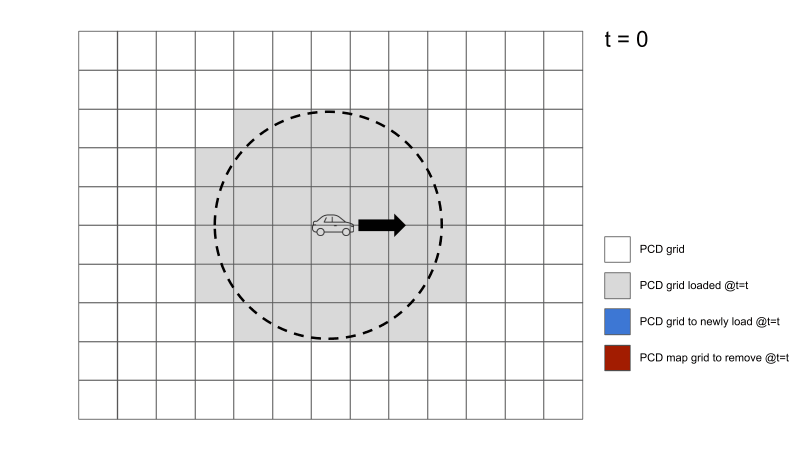 t = 0
PCD grid
PCD grid loaded @t=t
PCD grid to newly load @t=t
PCD map grid to remove @t=t